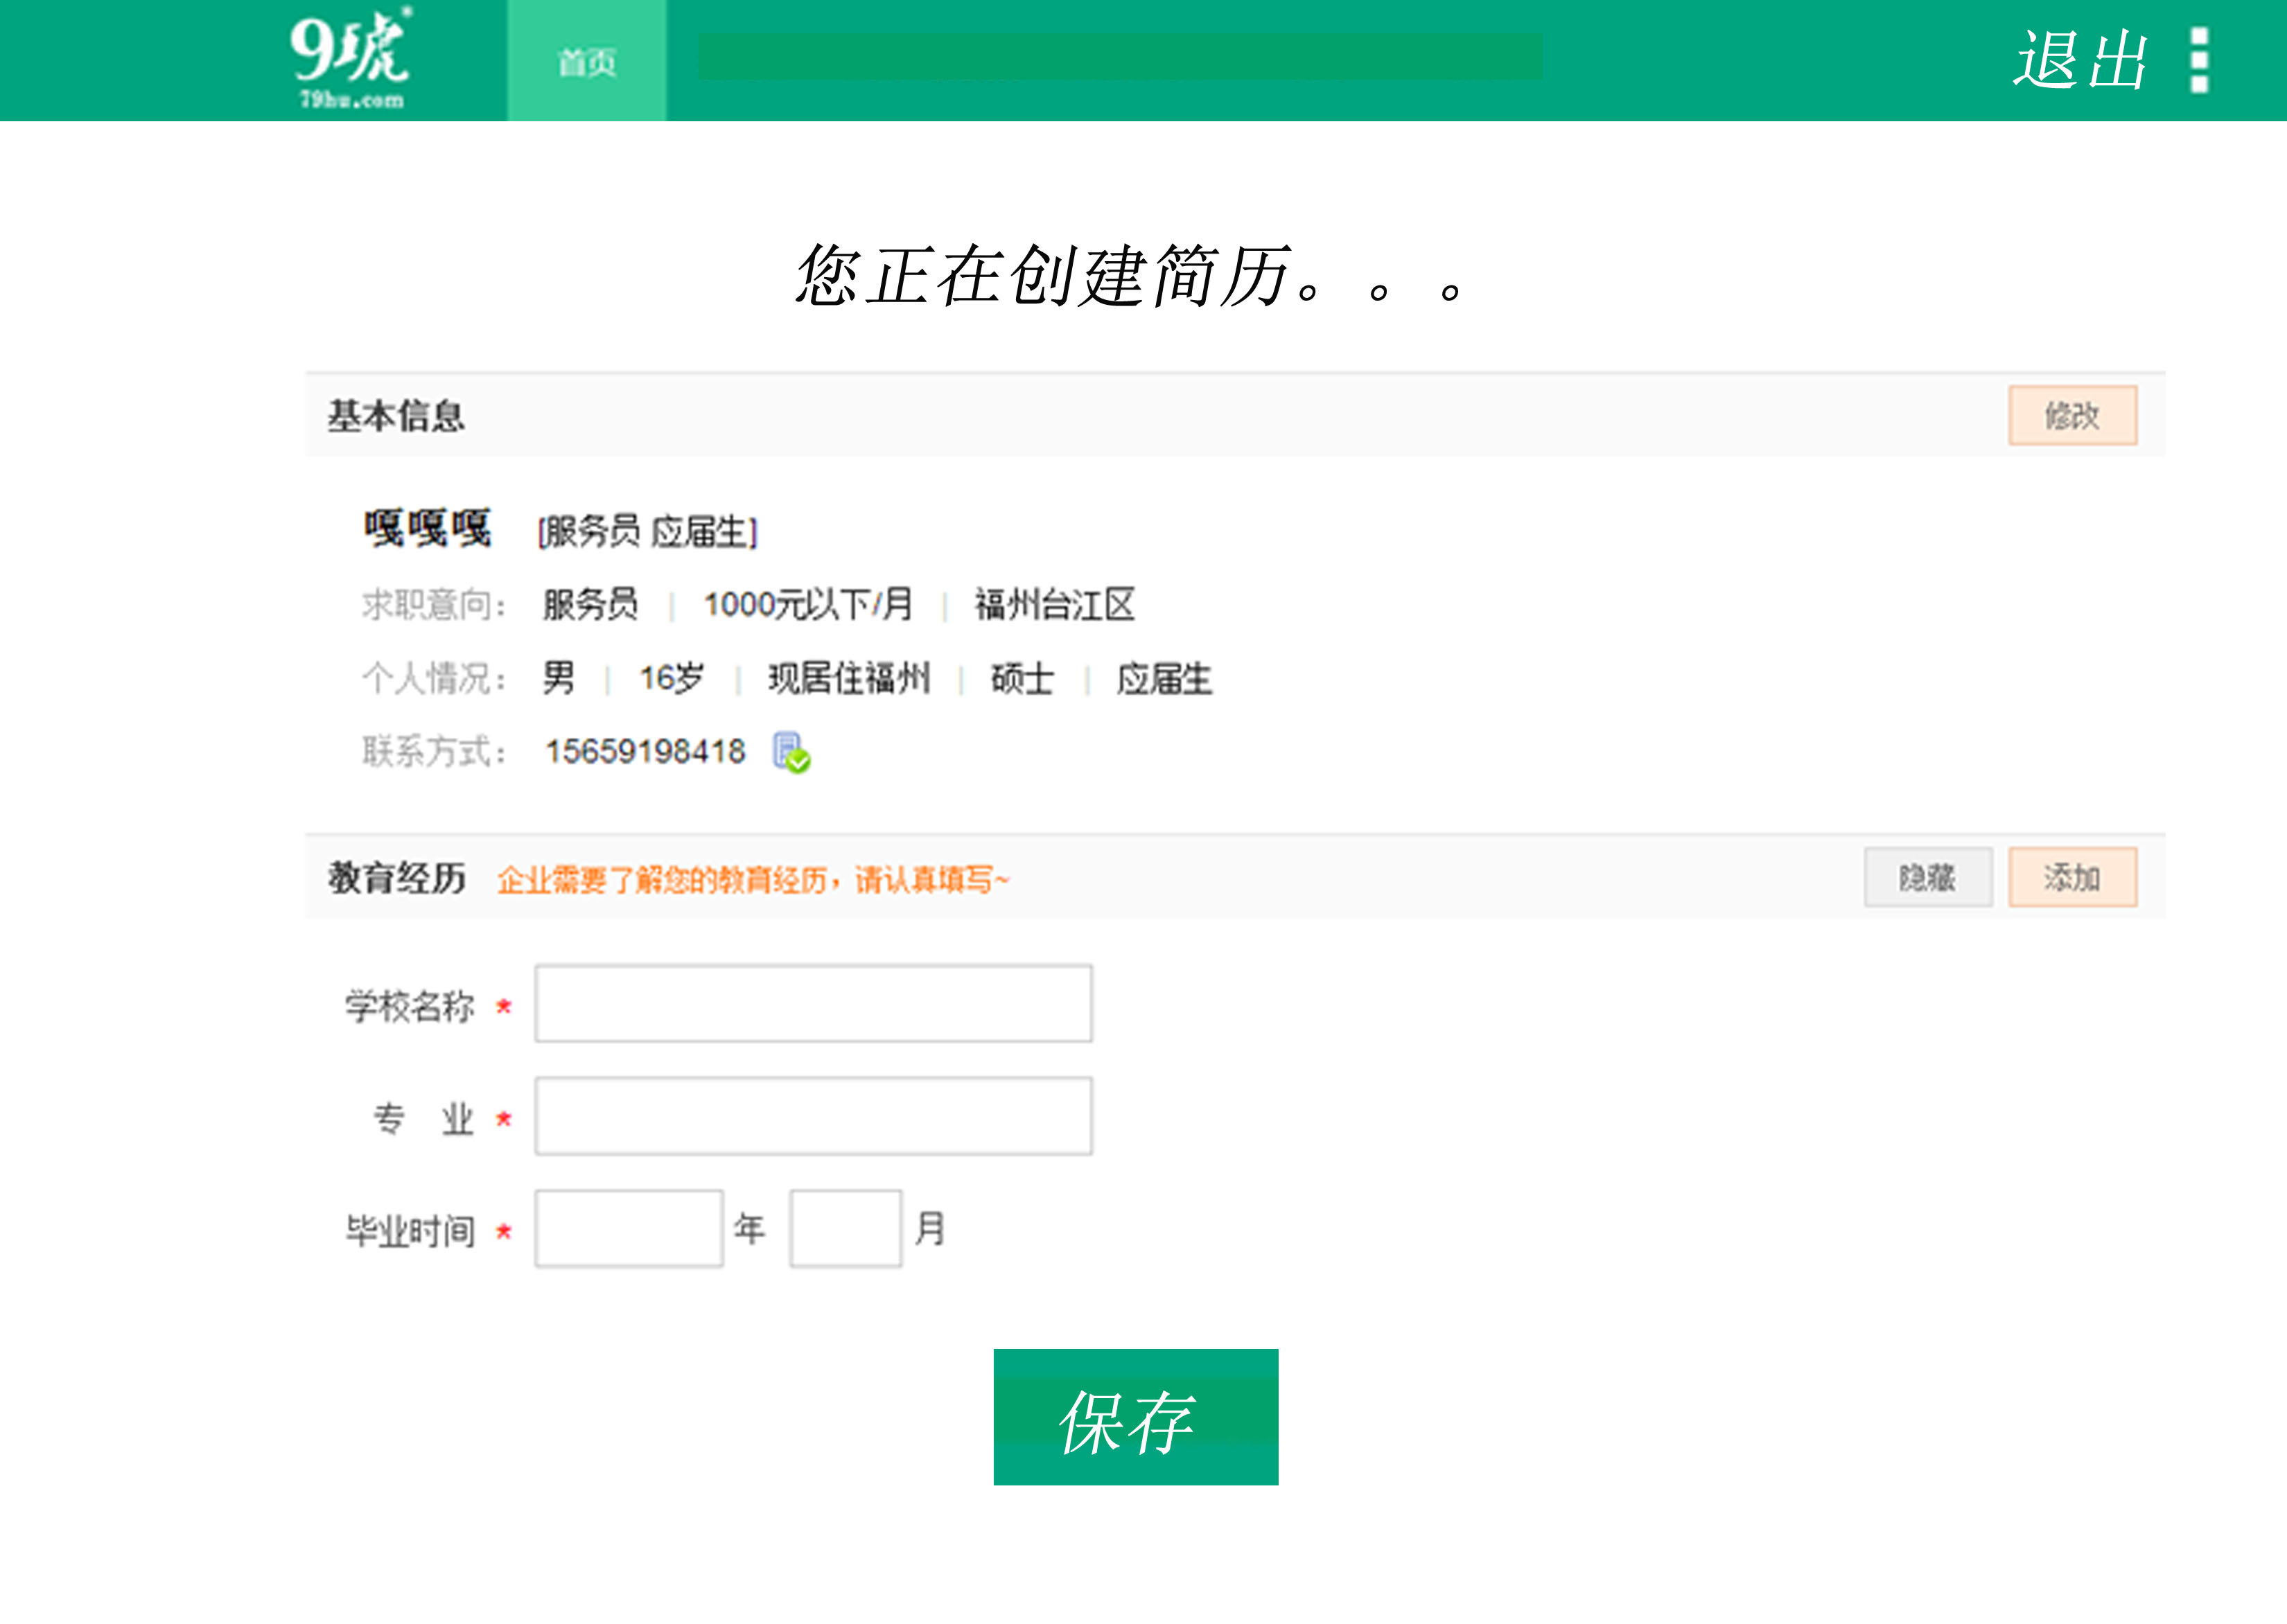 9琥
79hu.com
首页
退出
您正在创建简历。。。
基本信息
修改
嘎嘎嘎 [服务员 应届生]
求职意向： 服务员 | 1000元以下/月 | 福州台江区
个人情况： 男 | 16岁 | 现居住福州 | 硕士 | 应届生
联系方式： 15659198418
教育经历 企业需要了解您的教育经历，请认真填写~
隐藏 添加
学校名称 *
专 业 *
毕业时间 * 年 月
保存